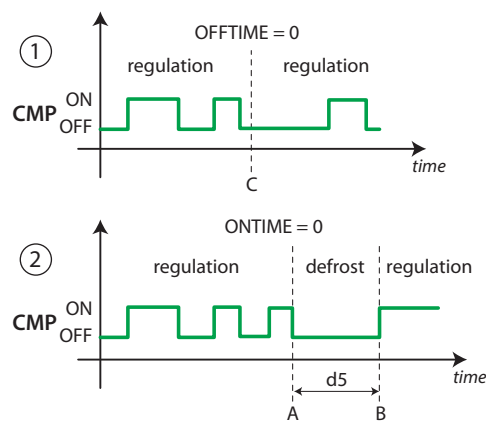 1
OFFTIME = 0
regulation regulation
ON
CMP
OFF
time
C
ONTIME = 0
2
regulation defrost regulation
ON
CMP
OFF
d5
time
A B